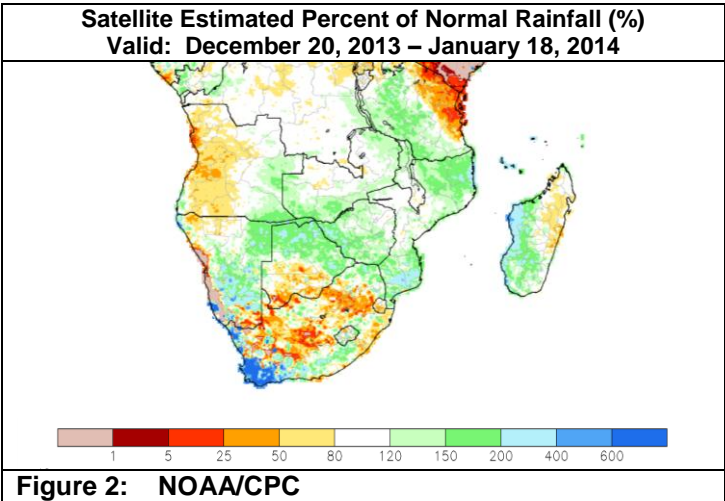 Satellite Estimated Percent of Normal Rainfall (%)
Valid: December 20, 2013 – January 18, 2014
1 5 25 50 80 120 150 200 400 600
Figure 2: NOAA/CPC